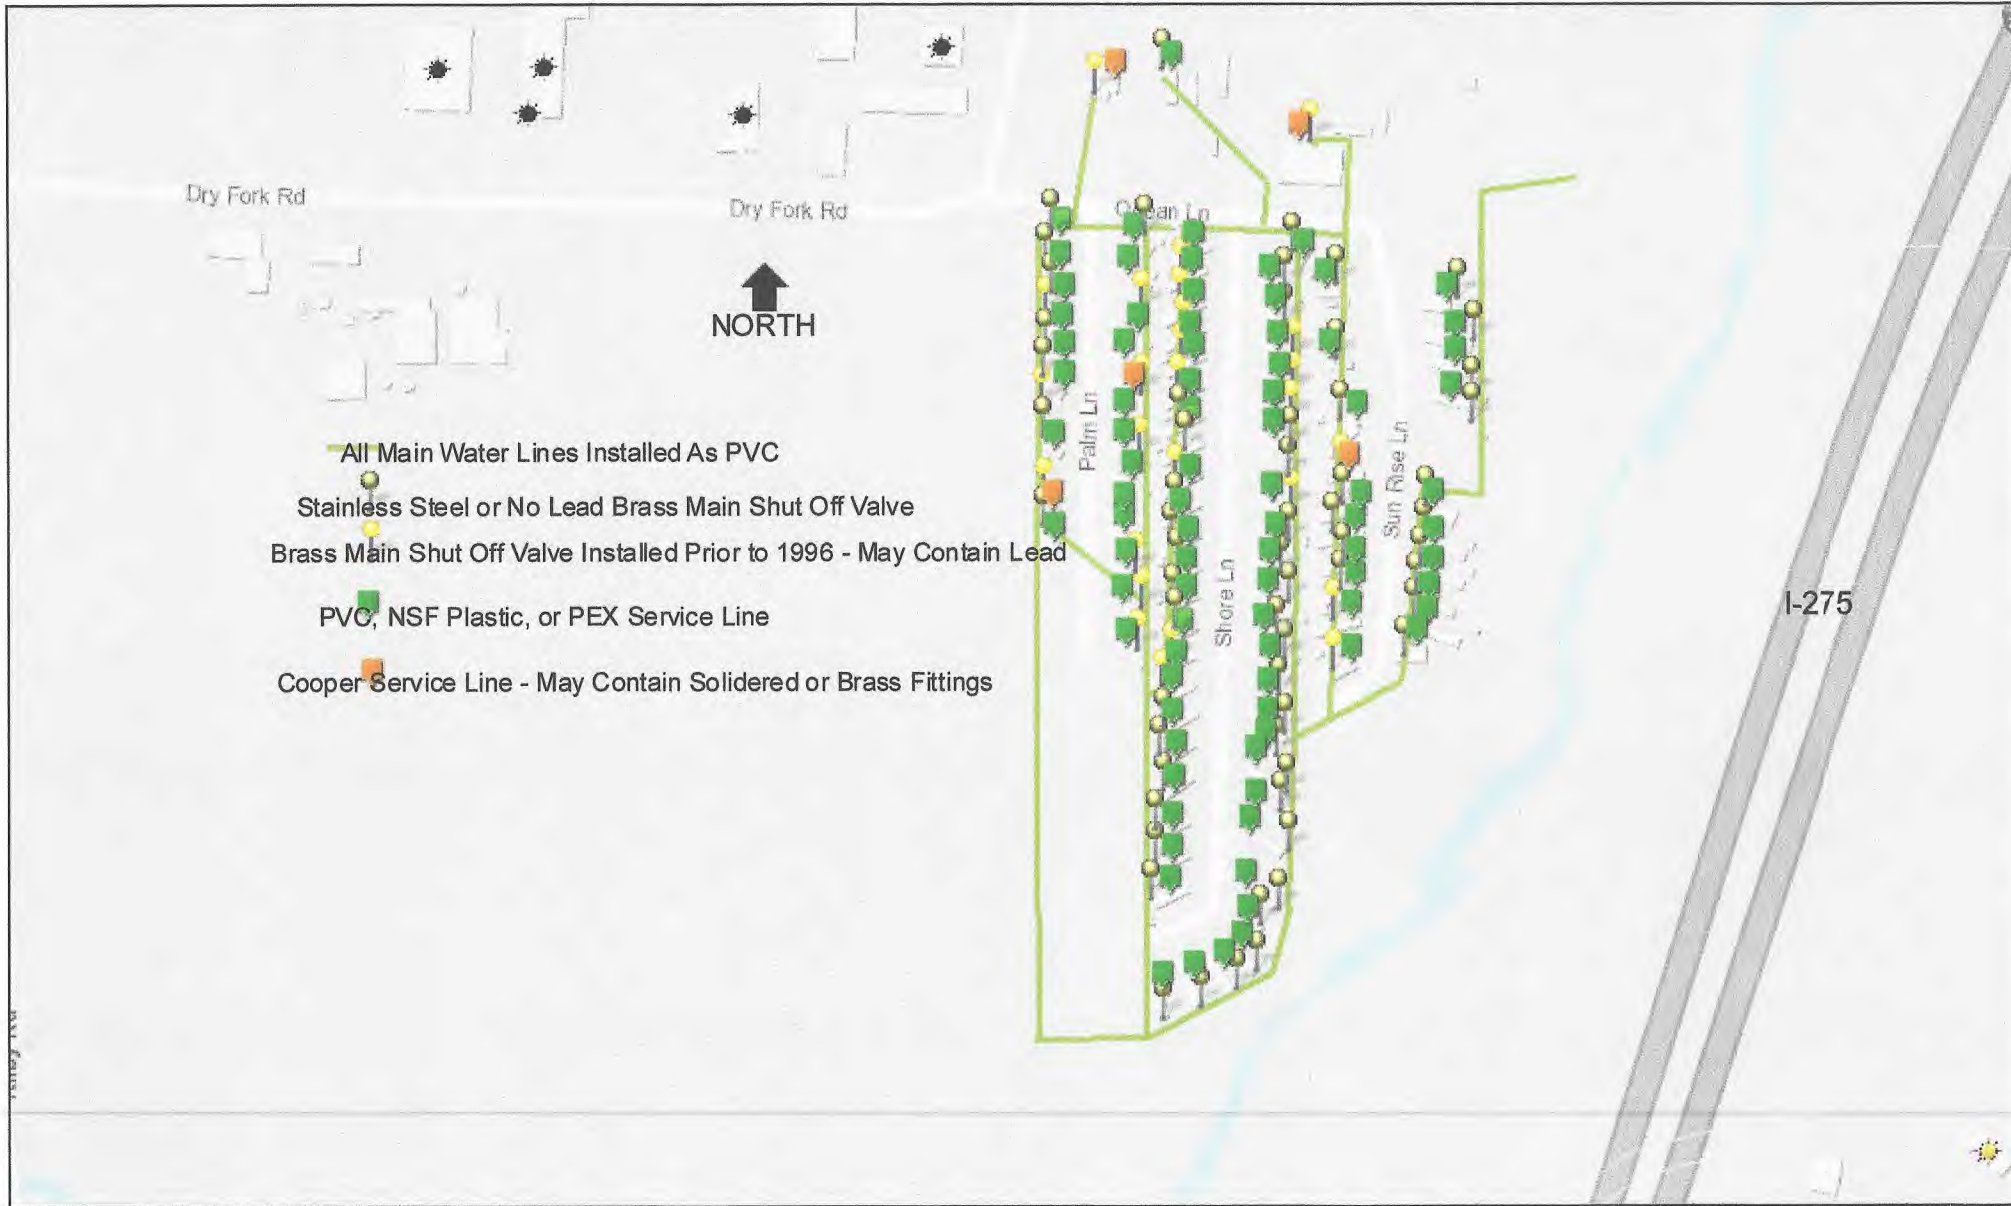 Dry Fork Rd
Dry Fork Rd
NORTH
All Main Water Lines Installed As PVC
Stainless Steel or No Lead Brass Main Shut Off Valve
Brass Main Shut Off Valve Installed Prior to 1996 - May Contain Lead
PVC, NSF Plastic, or PEX Service Line
Cooper Service Line - May Contain Solidered or Brass Fittings
Ocean Ln
Palm Ln
Shore Ln
Sun Rise Ln
I-275